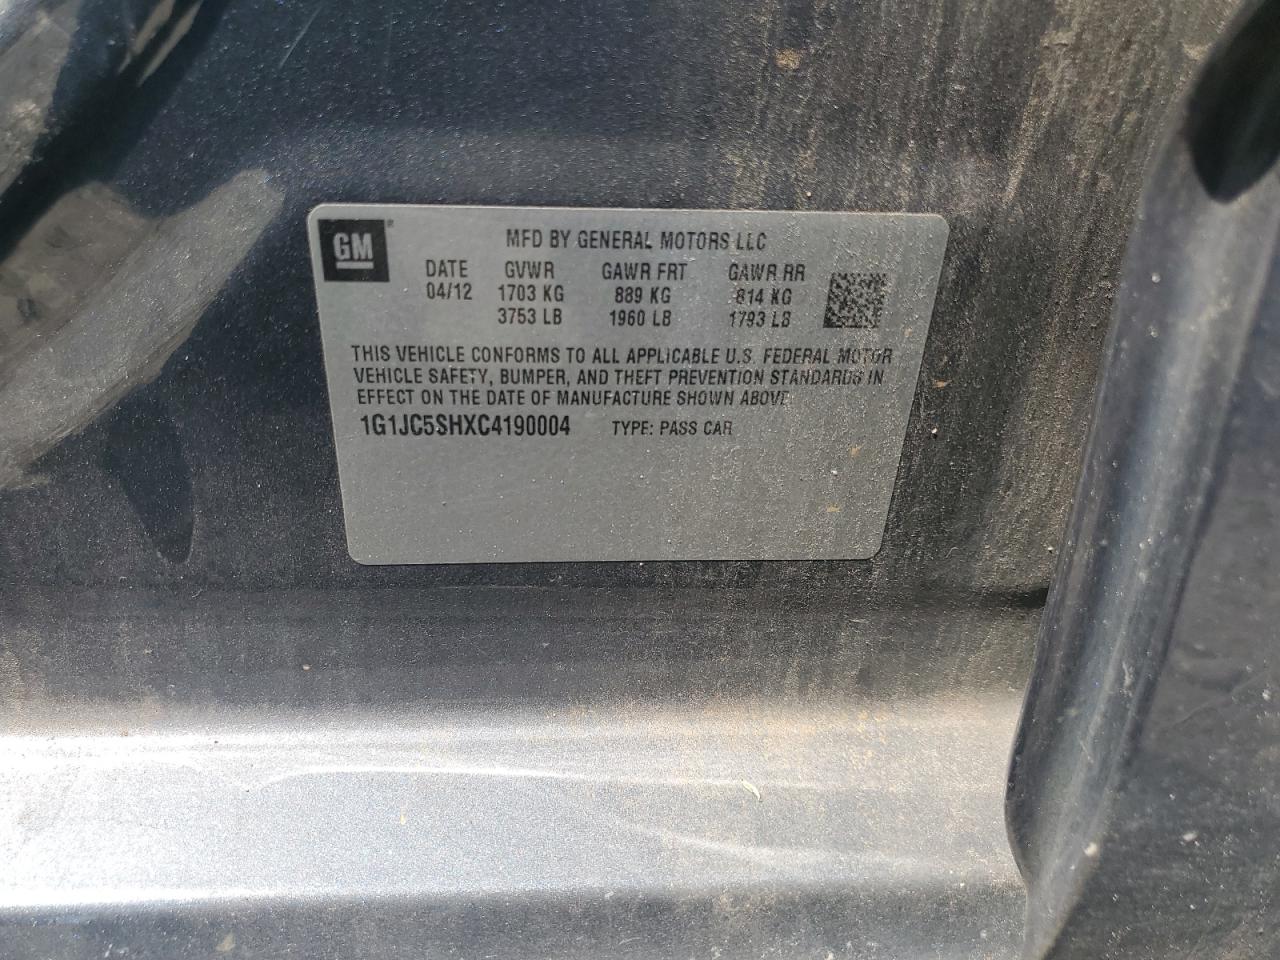 GM®
MFD BY GENERAL MOTORS LLC
DATE GVWR GAWR FRT GAWR RR
04/12 1703 KG 889 KG 814 KG
3753 LB 1960 LB 1793 LB
THIS VEHICLE CONFORMS TO ALL APPLICABLE U.S. FEDERAL MOTOR
VEHICLE SAFETY, BUMPER, AND THEFT PREVENTION STANDARDS IN
EFFECT ON THE DATE OF MANUFACTURE SHOWN ABOVE
1G1JC5SHXC4190004 TYPE: PASS CAR